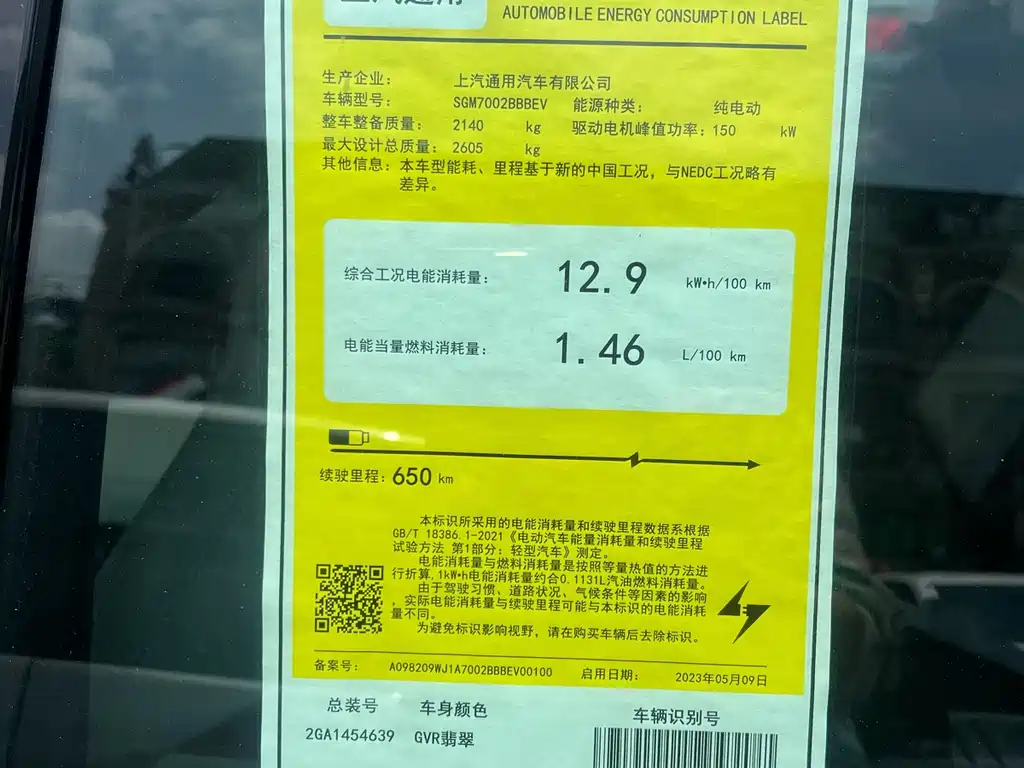 上汽通用
AUTOMOBILE ENERGY CONSUMPTION LABEL
生产企业： 上汽通用汽车有限公司
车辆型号： SGM7002BBBEV 能源种类： 纯电动
整车整备质量： 2140 kg 驱动电机峰值功率：150 kW
最大设计总质量： 2605 kg
其他信息：本车型能耗、里程基于新的中国工况，与NEDC工况略有
差异。
综合工况电能消耗量： 12.9 kW•h/100 km
电能当量燃料消耗量： 1.46 L/100 km
续驶里程：650 km
本标识所采用的电能消耗量和续驶里程数据系根据
GB/T 18386.1-2021《电动汽车能量消耗量和续驶里程
试验方法 第1部分：轻型汽车》测定。
电能消耗量与燃料消耗量是按照等量热值的方法进
行折算,1kW•h电能消耗量约合0.1131L汽油燃料消耗量。
由于驾驶习惯、道路状况、气候条件等因素的影响
，实际电能消耗量与续驶里程可能与本标识的电能消耗
量不同。
为避免标识影响视野，请在购买车辆后去除标识。
备案号： A098209WJ1A7002BBBEV00100 启用日期： 2023年05月09日
总装号 车身颜色 车辆识别号
2GA1454639 GVR翡翠